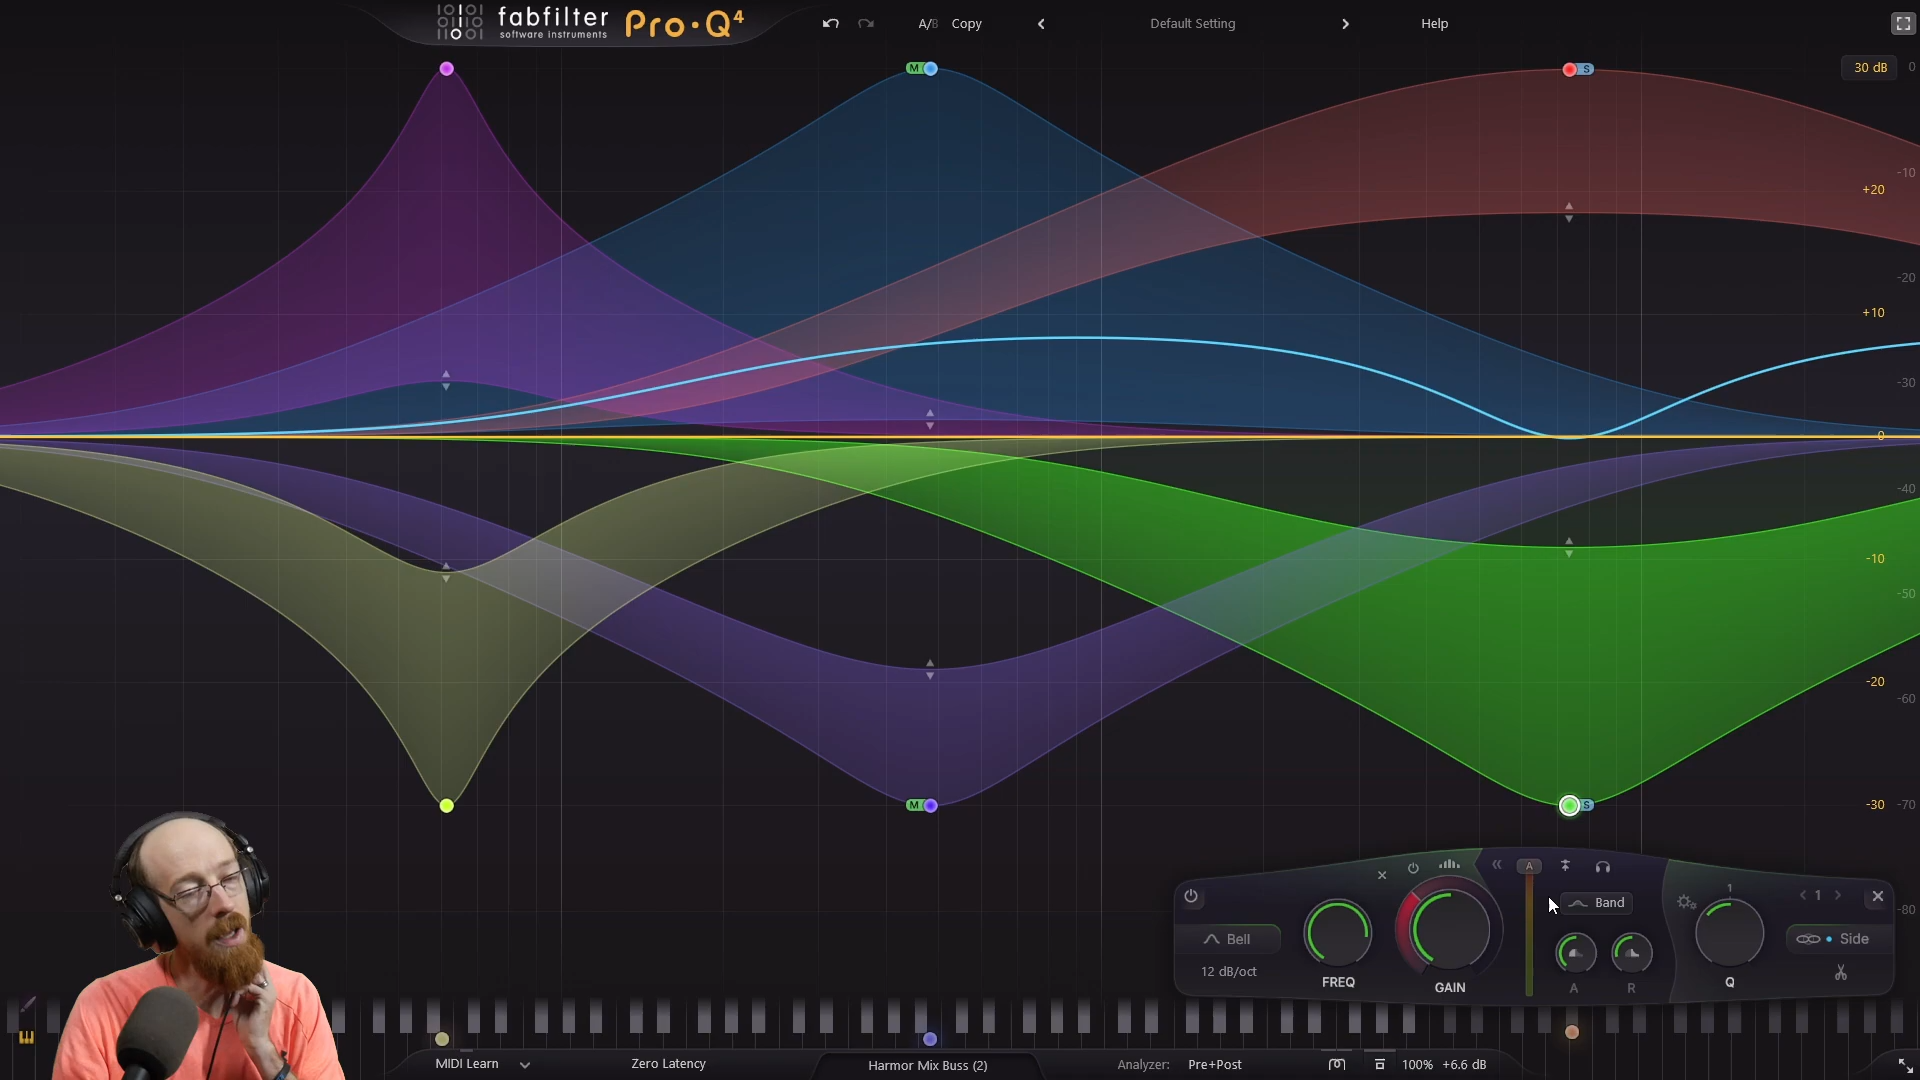 fabfilter
software instruments
Pro·Q⁴
A/B
Copy
Default Setting
Help
30 dB
0
M
S
-10
+20
-20
+10
-30
0
-40
-10
-50
-20
-60
M
S
-30
-70
-80
A
Band
1
1
Bell
Side
12 dB/oct
FREQ
GAIN
A
R
Q
MIDI Learn
Zero Latency
Harmor Mix Buss (2)
Analyzer:
Pre+Post
100%
+6.6 dB